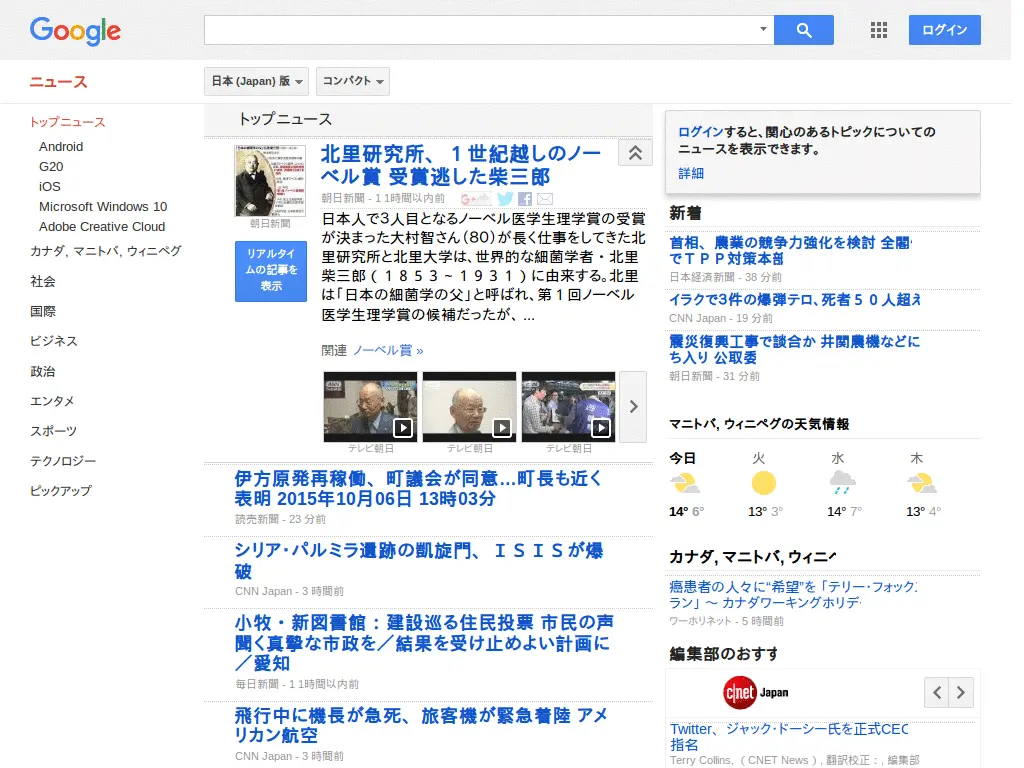 Google
ログイン
ニュース
日本 (Japan) 版
コンパクト
トップニュース
Android
G20
iOS
Microsoft Windows 10
Adobe Creative Cloud
カナダ, マニトバ, ウィニペグ
社会
国際
ビジネス
政治
エンタメ
スポーツ
テクノロジー
ピックアップ
トップニュース
朝日新聞
リアルタイ
ムの記事を
表示
北里研究所、１世紀越しのノー
ベル賞 受賞逃した柴三郎
朝日新聞 - 1 1時間以内前
日本人で３人目となるノーベル医学生理学賞の受賞
が決まった大村智さん（80）が長く仕事をしてきた北
里研究所と北里大学は、世界的な細菌学者・北里
柴三郎（１８５３～１９３１）に由来する。北里
は「日本の細菌学の父」と呼ばれ、第１回ノーベル
医学生理学賞の候補だったが、 ...
関連 ノーベル賞 »
テレビ朝日
テレビ朝日
テレビ朝日
伊方原発再稼働、町議会が同意…町長も近く
表明 2015年10月06日 13時03分
読売新聞 - 23 分前
シリア・パルミラ遺跡の凱旋門、ＩＳＩＳが爆
破
CNN Japan - 3 時間前
小牧・新図書館：建設巡る住民投票 市民の声
聞く真摯な市政を／結果を受け止めよい計画に
／愛知
毎日新聞 - 1 1時間以内前
飛行中に機長が急死、旅客機が緊急着陸 アメ
リカン航空
CNN Japan - 3 時間前
ログインすると、関心のあるトピックについての
ニュースを表示できます。
詳細
新着
首相、農業の競争力強化を検討 全閣
でＴＰＰ対策本部
日本経済新聞 - 38 分前
イラクで3件の爆弾テロ、死者５０人超え
CNN Japan - 19 分前
震災復興工事で談合か 井関農機などに
ち入り 公取委
朝日新聞 - 31 分前
マニトバ, ウィニペグの天気情報
今日 火 水 木
14° 6° 13° 3° 14° 7° 13° 4°
カナダ, マニトバ, ウィニペ
癌患者の人々に“希望”を「テリー・フォックス
ラン」 ～ カナダワーキングホリデ
ワーホリネット - 5 時間前
編集部のおすす
c|net Japan
Twitter、ジャック・ドーシー氏を正式CEO
指名
Terry Collins, （CNET News）, 翻訳校正：, 編集部